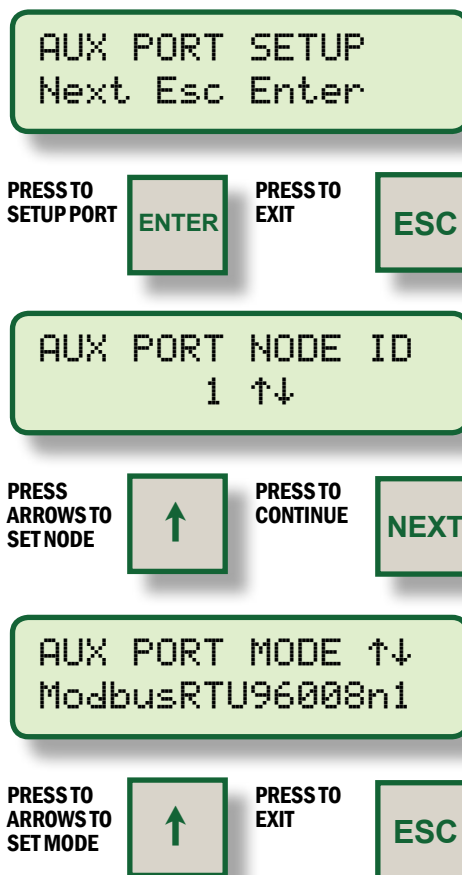 AUX PORT SETUP
Next Esc Enter
PRESS TO
SETUP PORT
ENTER
PRESS TO
EXIT
ESC
AUX PORT NODE ID
1 ↑↓
PRESS
ARROWS TO
SET NODE
↑
PRESS TO
CONTINUE
NEXT
AUX PORT MODE ↑↓
ModbusRTU96008n1
PRESS TO
ARROWS TO
SET MODE
↑
PRESS TO
EXIT
ESC